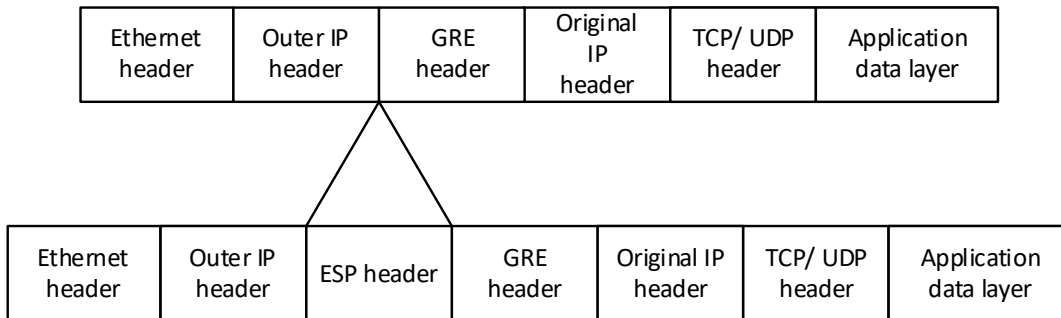 Ethernet
header
Outer IP
header
GRE
header
Original
IP
header
TCP/ UDP
header
Application
data layer
Ethernet
header
Outer IP
header
ESP header
GRE
header
Original IP
header
TCP/ UDP
header
Application
data layer